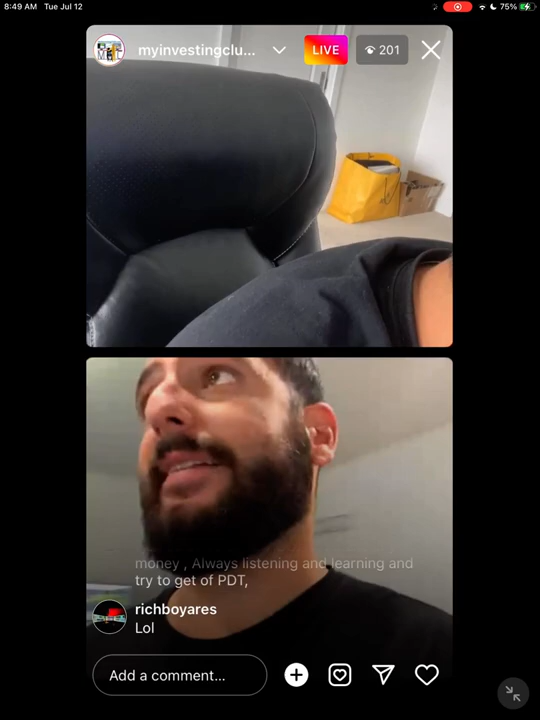 8:49 AM Tue Jul 12
75%
myinvestingclu...
LIVE
201
money , Always listening and learning and
try to get of PDT,
richboyares
Lol
Add a comment...